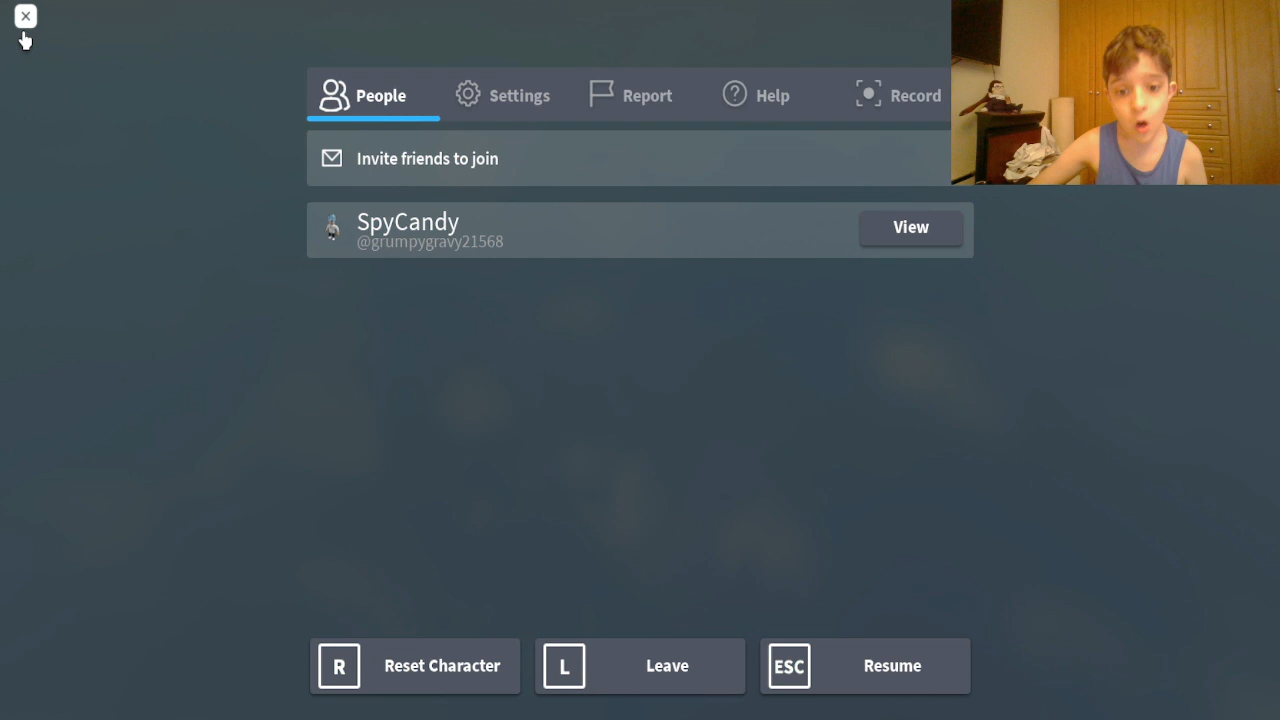 People
Settings
Report
Help
Record
Invite friends to join
SpyCandy
@grumpygravy21568
View
R Reset Character
L Leave
ESC Resume